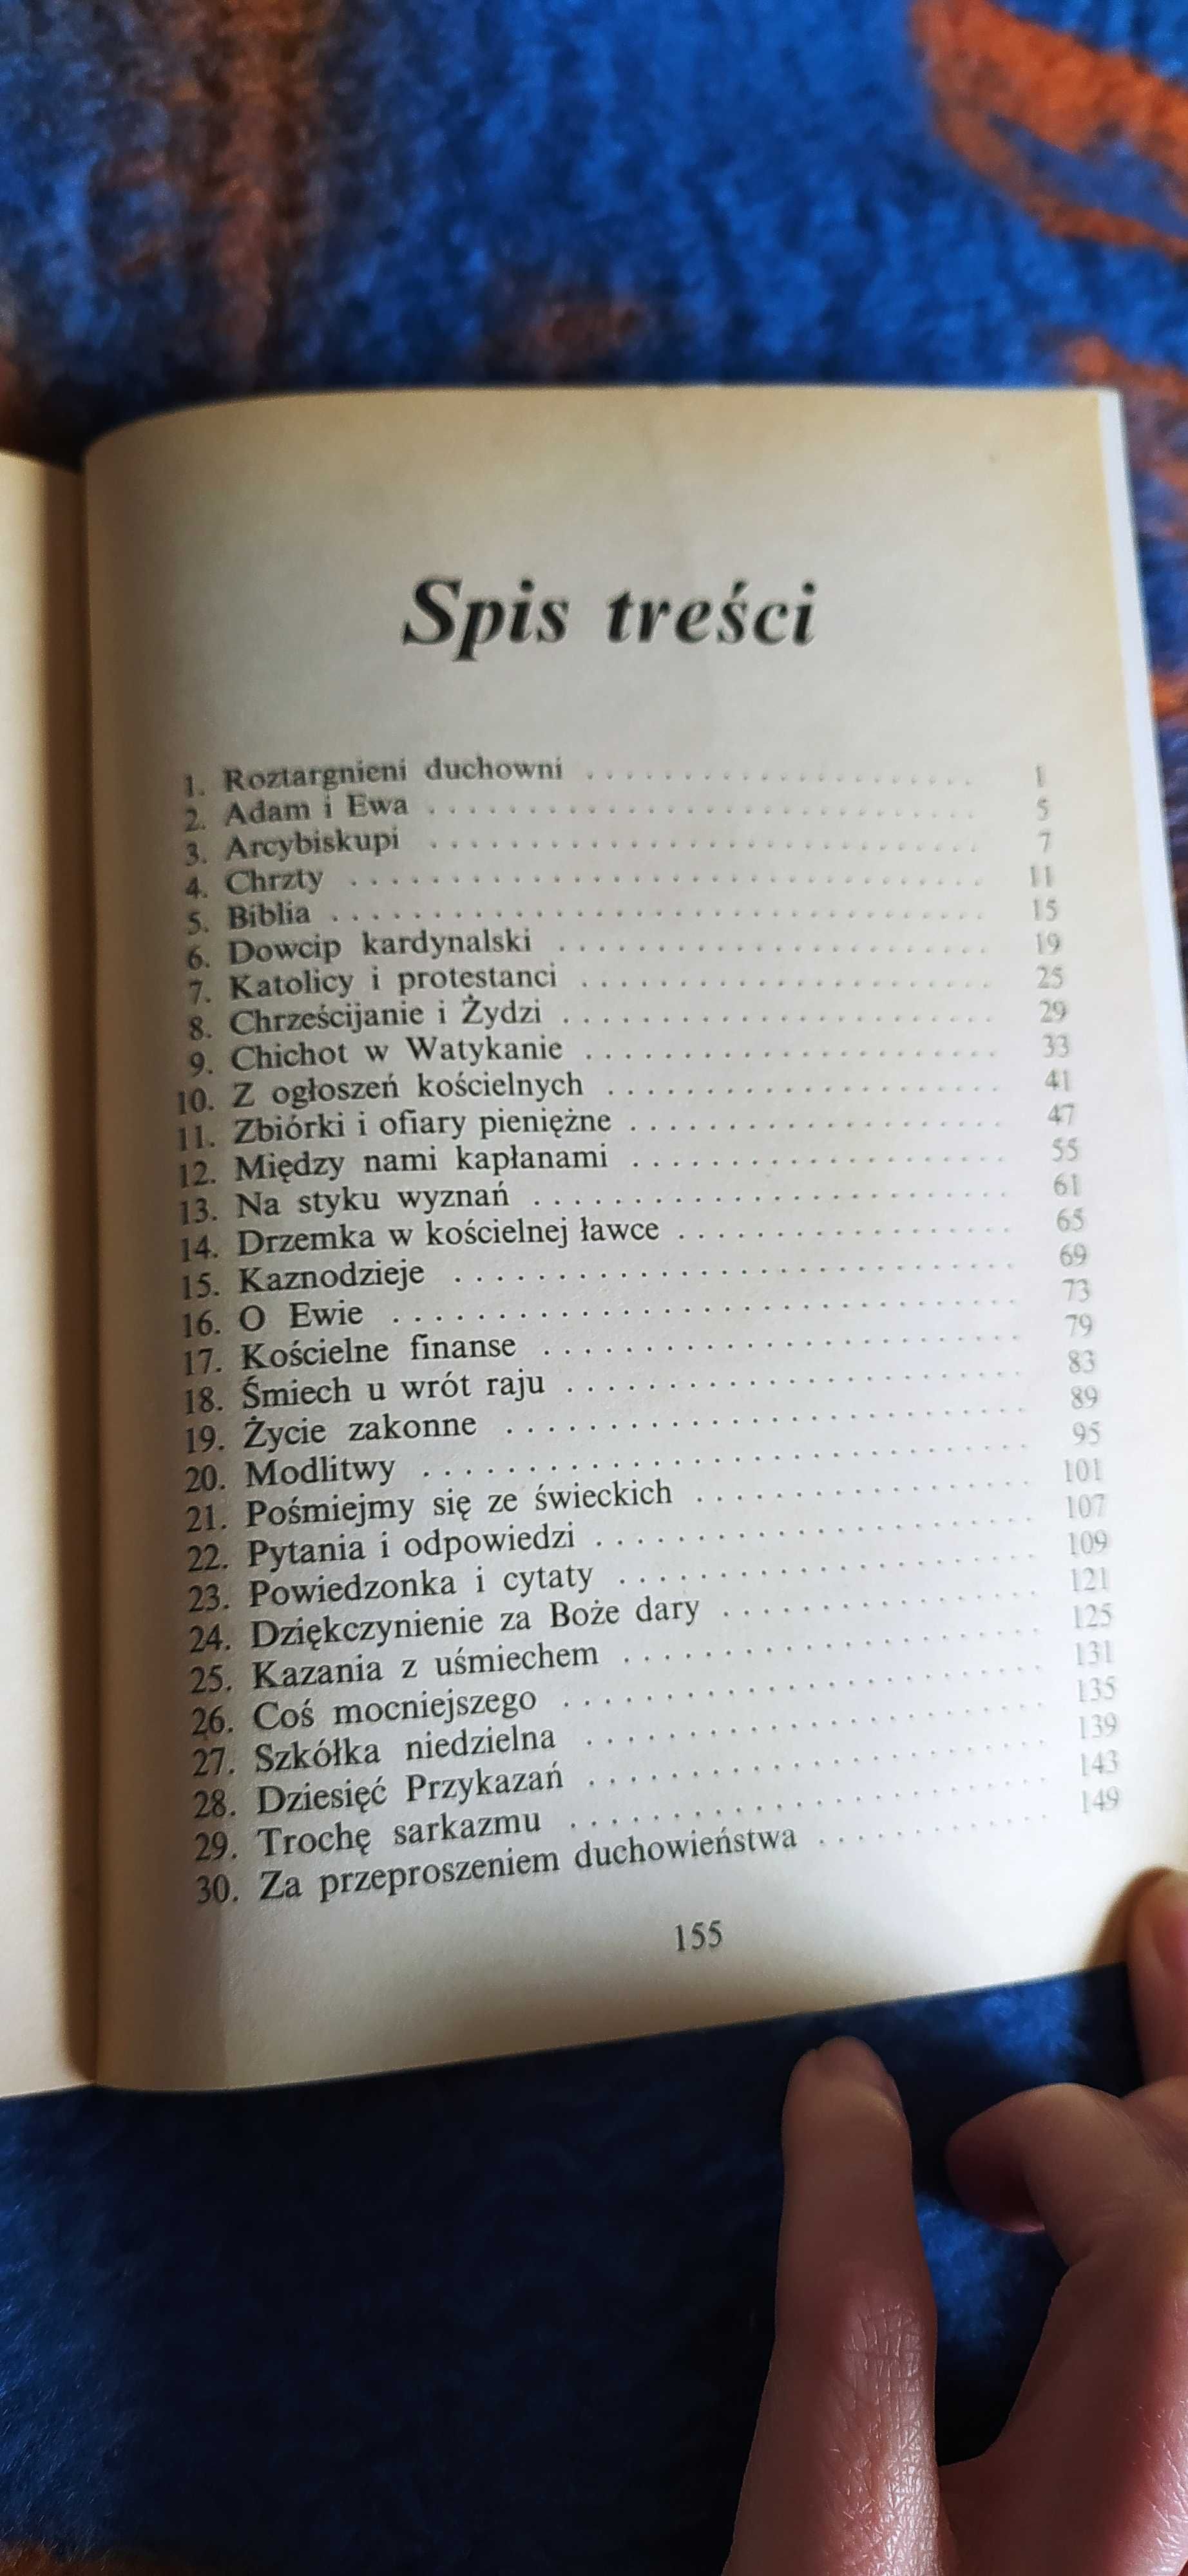 Spis treści
1. Roztargnieni duchowni . . . . . . . . . . . . . . . . . . . . 1
2. Adam i Ewa . . . . . . . . . . . . . . . . . . . . . . . . . . . 5
3. Arcybiskupi . . . . . . . . . . . . . . . . . . . . . . . . . . . 7
4. Chrzty . . . . . . . . . . . . . . . . . . . . . . . . . . . . . . 11
5. Biblia . . . . . . . . . . . . . . . . . . . . . . . . . . . . . . 15
6. Dowcip kardynalski . . . . . . . . . . . . . . . . . . . . . . 19
7. Katolicy i protestanci . . . . . . . . . . . . . . . . . . . . . 25
8. Chrześcijanie i Żydzi . . . . . . . . . . . . . . . . . . . . . 29
9. Chichot w Watykanie . . . . . . . . . . . . . . . . . . . . . 33
10. Z ogłoszeń kościelnych . . . . . . . . . . . . . . . . . . . . 41
11. Zbiórki i ofiary pieniężne . . . . . . . . . . . . . . . . . . . 47
12. Między nami kapłanami . . . . . . . . . . . . . . . . . . . 55
13. Na styku wyznań . . . . . . . . . . . . . . . . . . . . . . . 61
14. Drzemka w kościelnej ławce . . . . . . . . . . . . . . . . . 65
15. Kaznodzieje . . . . . . . . . . . . . . . . . . . . . . . . . . . 69
16. O Ewie . . . . . . . . . . . . . . . . . . . . . . . . . . . . . . 73
17. Kościelne finanse . . . . . . . . . . . . . . . . . . . . . . . 79
18. Śmiech u wrót raju . . . . . . . . . . . . . . . . . . . . . . 83
19. Życie zakonne . . . . . . . . . . . . . . . . . . . . . . . . . 89
20. Modlitwy . . . . . . . . . . . . . . . . . . . . . . . . . . . . 95
21. Pośmiejmy się ze świeckich . . . . . . . . . . . . . . . . . 101
22. Pytania i odpowiedzi . . . . . . . . . . . . . . . . . . . . . 107
23. Powiedzonka i cytaty . . . . . . . . . . . . . . . . . . . . . 109
24. Dziękczynienie za Boże dary . . . . . . . . . . . . . . . . 121
25. Kazania z uśmiechem . . . . . . . . . . . . . . . . . . . . . 125
26. Coś mocniejszego . . . . . . . . . . . . . . . . . . . . . . . 131
27. Szkółka niedzielna . . . . . . . . . . . . . . . . . . . . . . 135
28. Dziesięć Przykazań . . . . . . . . . . . . . . . . . . . . . . 139
29. Trochę sarkazmu . . . . . . . . . . . . . . . . . . . . . . . 143
30. Za przeproszeniem duchowieństwa . . . . . . . . . . . . 149
155